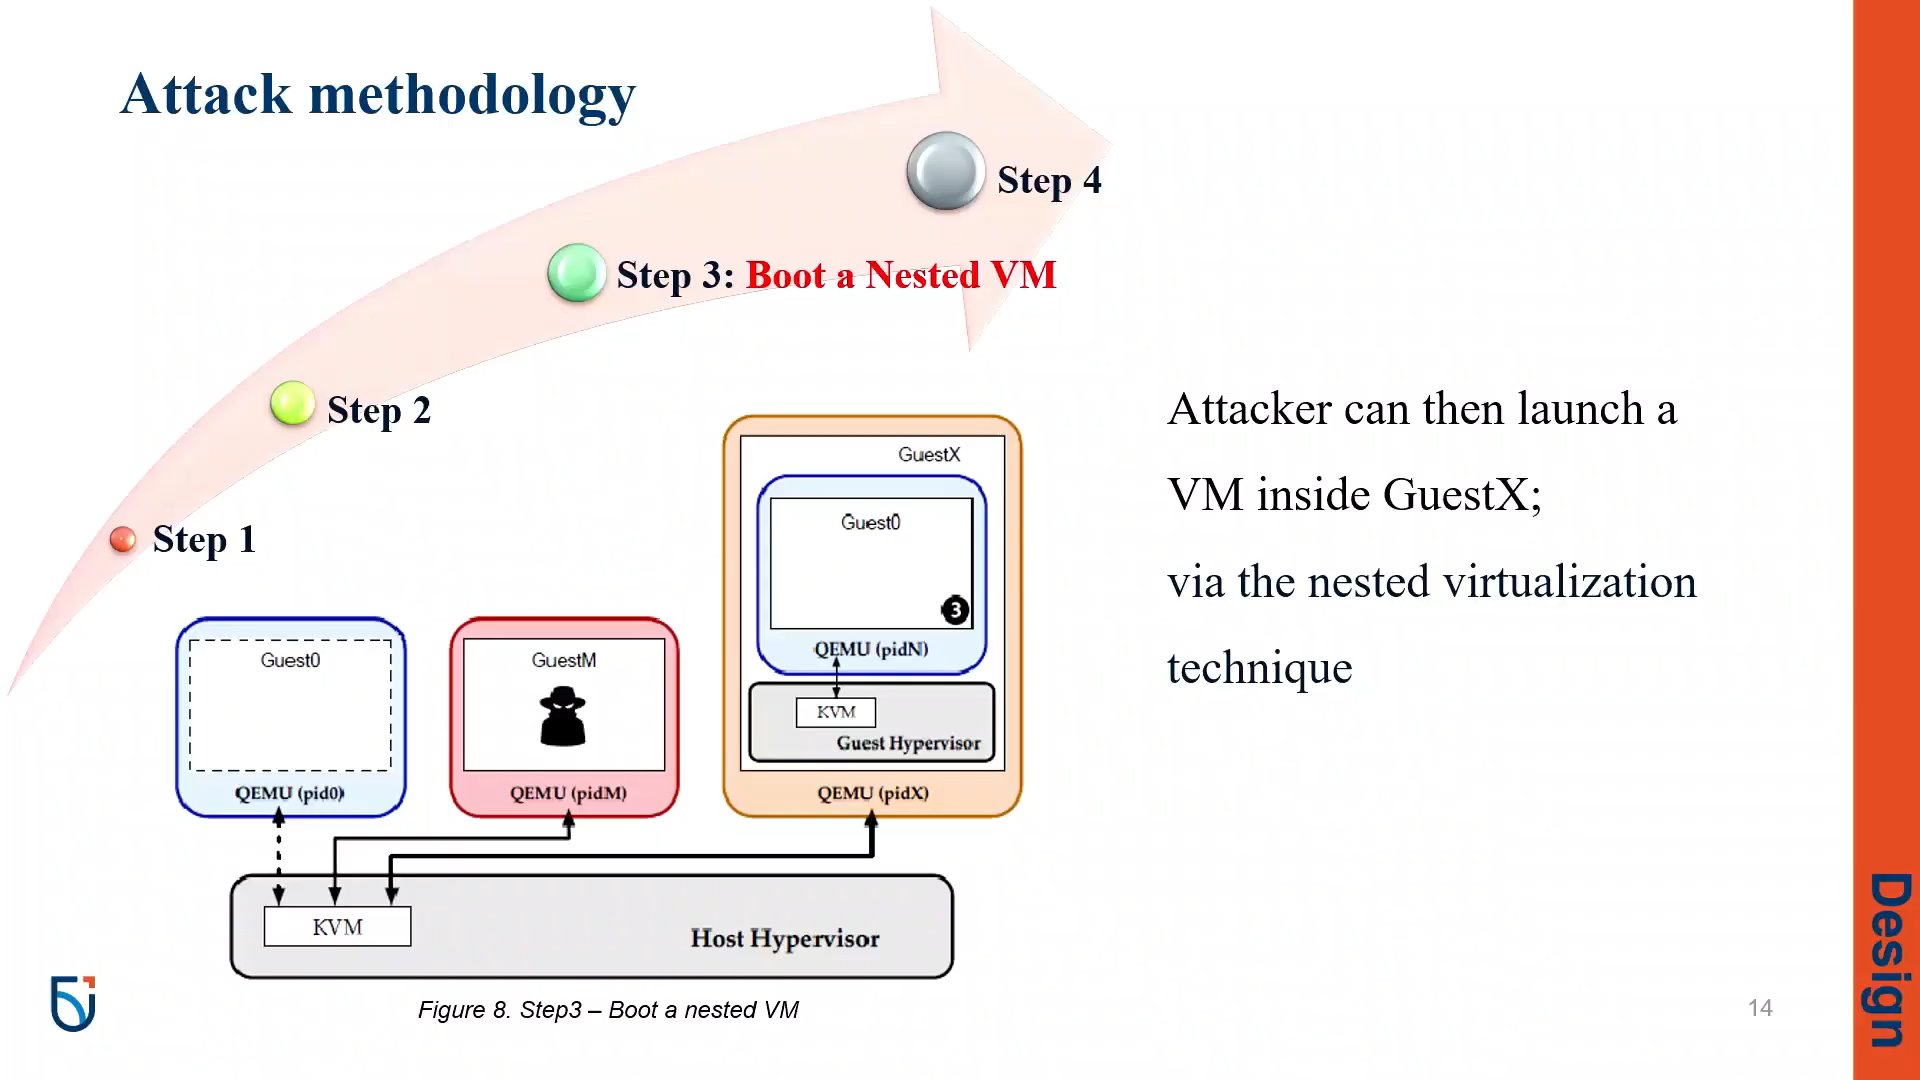 Attack methodology
Step 4
Step 3: Boot a Nested VM
Step 2
Step 1
Attacker can then launch a
VM inside GuestX;
via the nested virtualization
technique
GuestX
Guest0
3
QEMU (pidN)
KVM
Guest Hypervisor
QEMU (pidX)
Guest0
QEMU (pid0)
GuestM
QEMU (pidM)
KVM
Host Hypervisor
Figure 8. Step3 – Boot a nested VM
14
Design